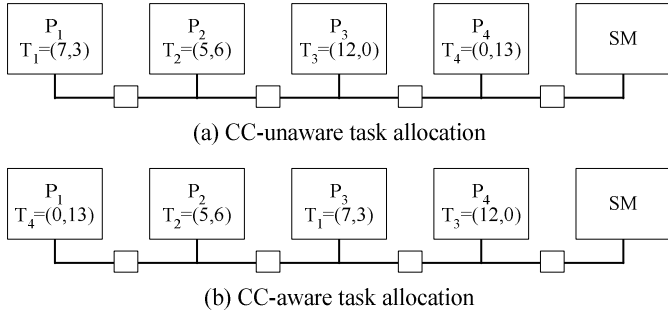 P₁ P₂ P₃ P₄ SM
T₁=(7,3) T₂=(5,6) T₃=(12,0) T₄=(0,13)
(a) CC-unaware task allocation
P₁ P₂ P₃ P₄ SM
T₄=(0,13) T₂=(5,6) T₁=(7,3) T₃=(12,0)
(b) CC-aware task allocation